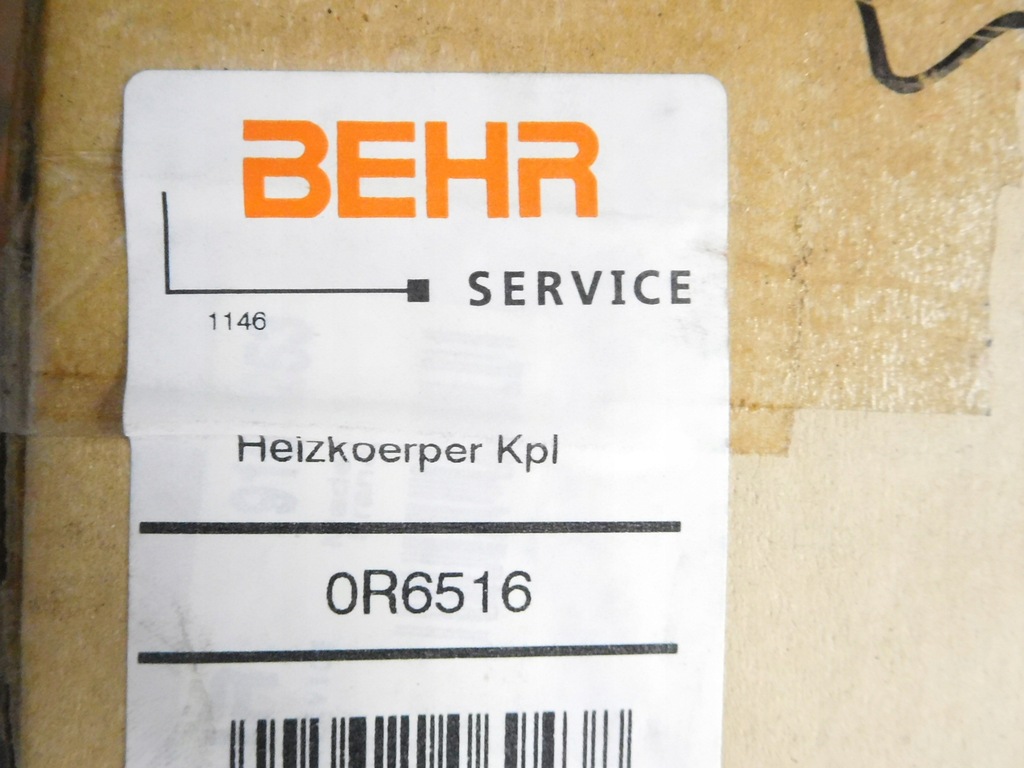 BEHR
SERVICE
1146
Heizkoerper Kpl
0R6516